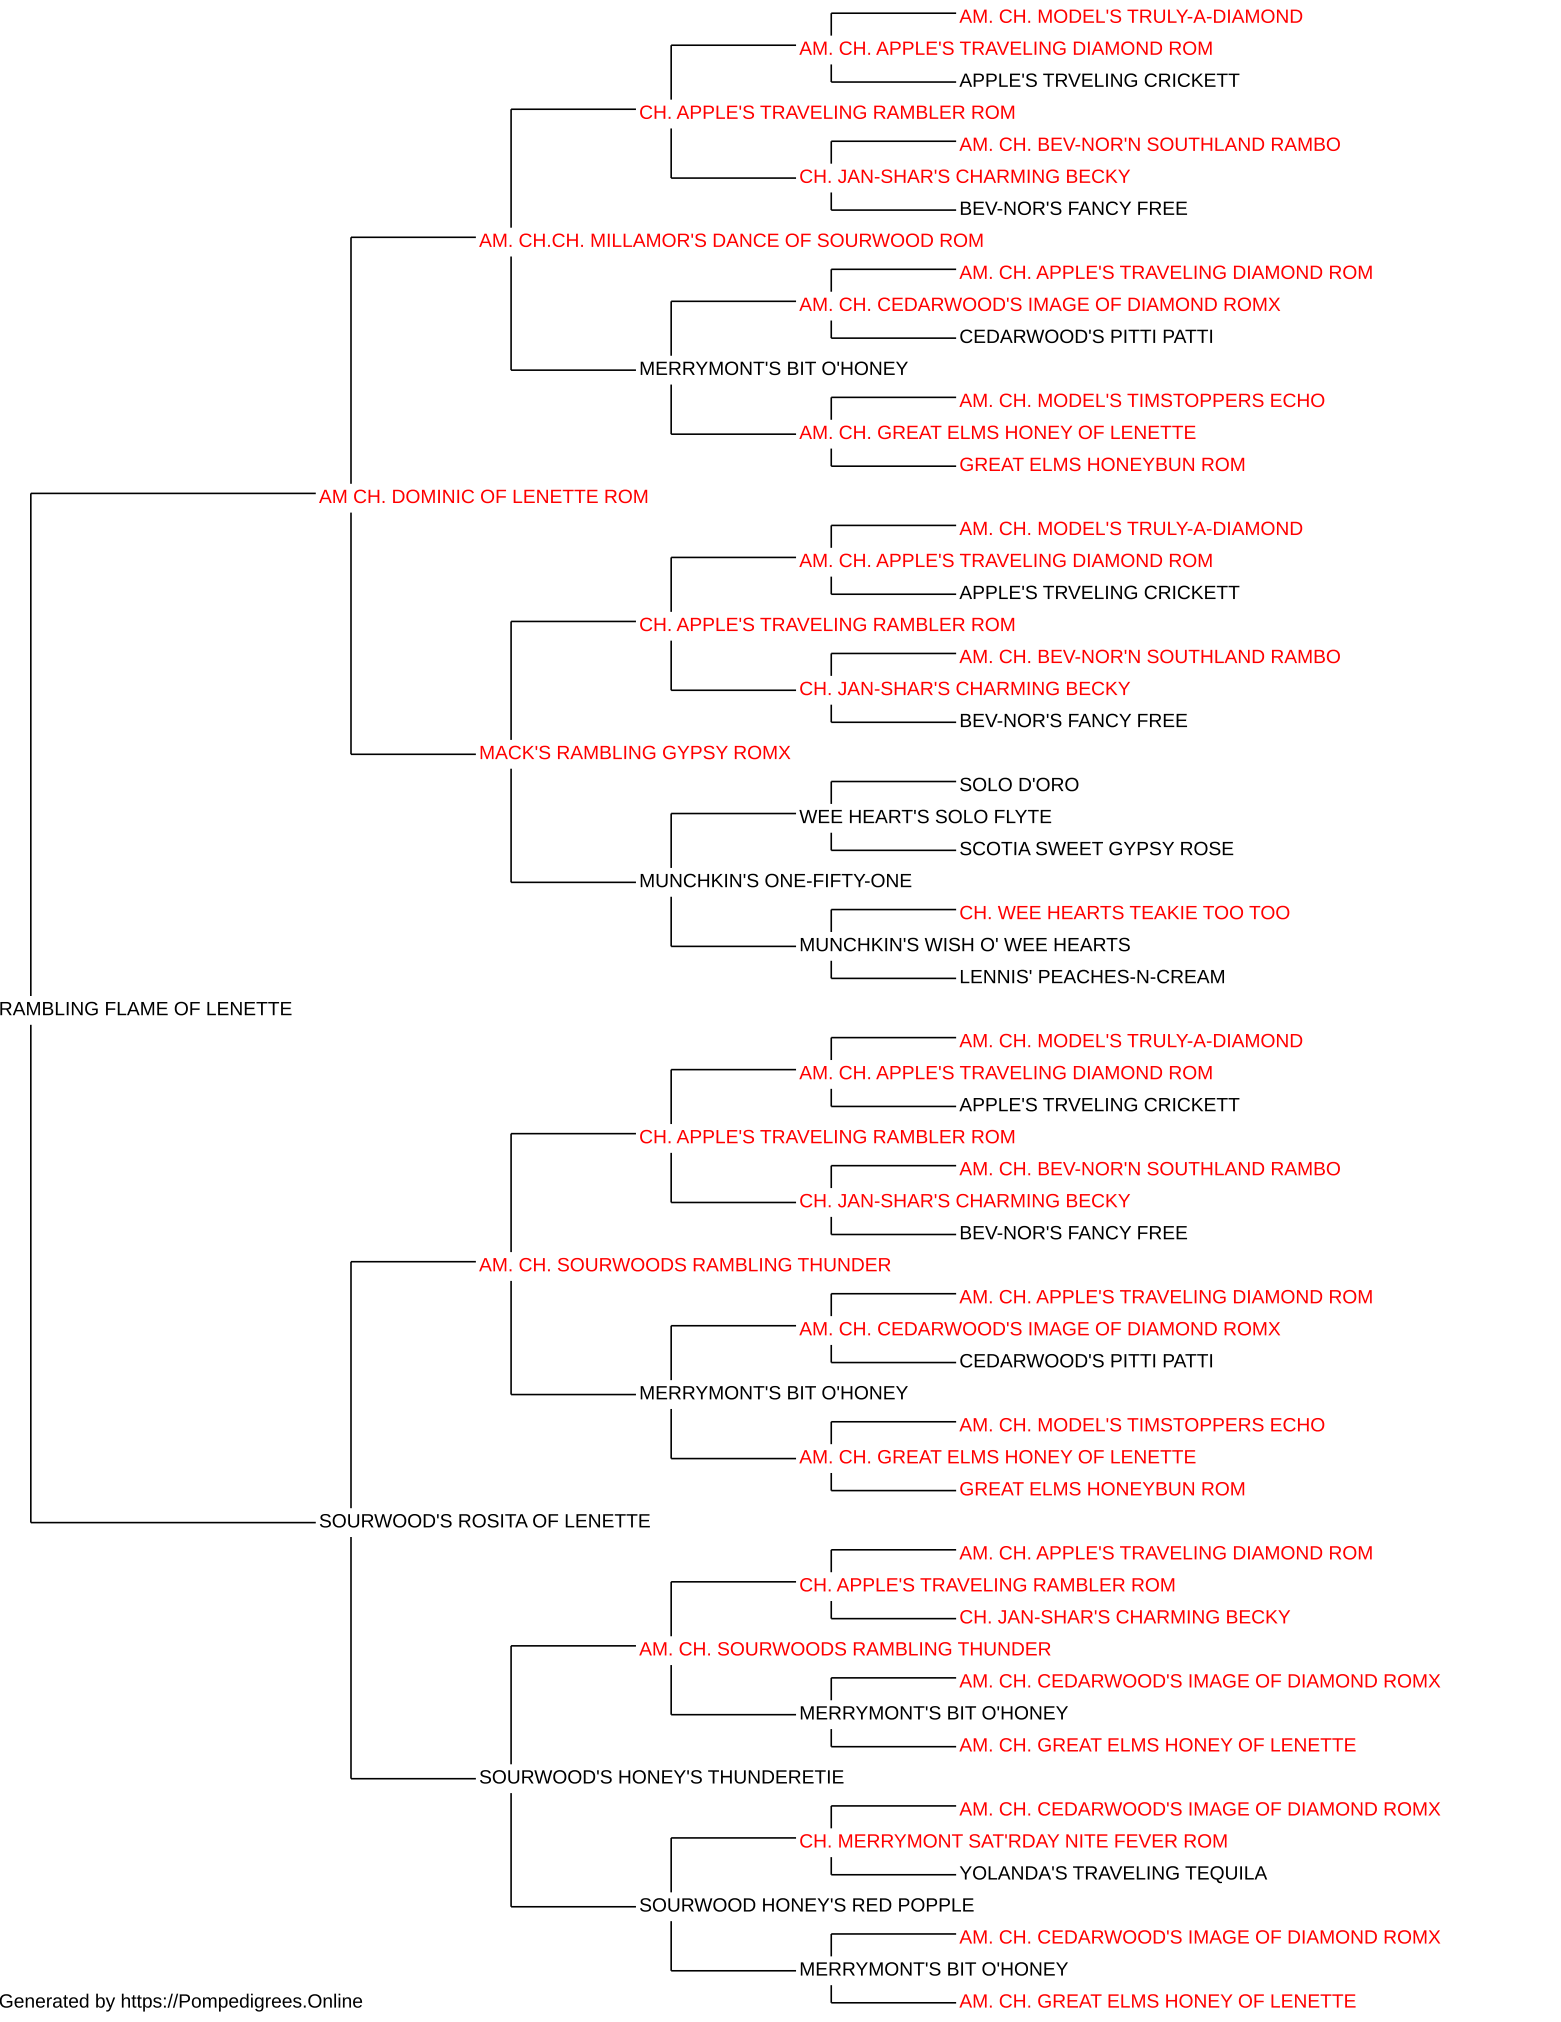 AM. CH. MODEL'S TRULY-A-DIAMOND
AM. CH. APPLE'S TRAVELING DIAMOND ROM
APPLE'S TRVELING CRICKETT
CH. APPLE'S TRAVELING RAMBLER ROM
AM. CH. BEV-NOR'N SOUTHLAND RAMBO
CH. JAN-SHAR'S CHARMING BECKY
BEV-NOR'S FANCY FREE
AM. CH.CH. MILLAMOR'S DANCE OF SOURWOOD ROM
AM. CH. APPLE'S TRAVELING DIAMOND ROM
AM. CH. CEDARWOOD'S IMAGE OF DIAMOND ROMX
CEDARWOOD'S PITTI PATTI
MERRYMONT'S BIT O'HONEY
AM. CH. MODEL'S TIMSTOPPERS ECHO
AM. CH. GREAT ELMS HONEY OF LENETTE
GREAT ELMS HONEYBUN ROM
AM CH. DOMINIC OF LENETTE ROM
AM. CH. MODEL'S TRULY-A-DIAMOND
AM. CH. APPLE'S TRAVELING DIAMOND ROM
APPLE'S TRVELING CRICKETT
CH. APPLE'S TRAVELING RAMBLER ROM
AM. CH. BEV-NOR'N SOUTHLAND RAMBO
CH. JAN-SHAR'S CHARMING BECKY
BEV-NOR'S FANCY FREE
MACK'S RAMBLING GYPSY ROMX
SOLO D'ORO
WEE HEART'S SOLO FLYTE
SCOTIA SWEET GYPSY ROSE
MUNCHKIN'S ONE-FIFTY-ONE
CH. WEE HEARTS TEAKIE TOO TOO
MUNCHKIN'S WISH O' WEE HEARTS
LENNIS' PEACHES-N-CREAM
RAMBLING FLAME OF LENETTE
AM. CH. MODEL'S TRULY-A-DIAMOND
AM. CH. APPLE'S TRAVELING DIAMOND ROM
APPLE'S TRVELING CRICKETT
CH. APPLE'S TRAVELING RAMBLER ROM
AM. CH. BEV-NOR'N SOUTHLAND RAMBO
CH. JAN-SHAR'S CHARMING BECKY
BEV-NOR'S FANCY FREE
AM. CH. SOURWOODS RAMBLING THUNDER
AM. CH. APPLE'S TRAVELING DIAMOND ROM
AM. CH. CEDARWOOD'S IMAGE OF DIAMOND ROMX
CEDARWOOD'S PITTI PATTI
MERRYMONT'S BIT O'HONEY
AM. CH. MODEL'S TIMSTOPPERS ECHO
AM. CH. GREAT ELMS HONEY OF LENETTE
GREAT ELMS HONEYBUN ROM
SOURWOOD'S ROSITA OF LENETTE
AM. CH. APPLE'S TRAVELING DIAMOND ROM
CH. APPLE'S TRAVELING RAMBLER ROM
CH. JAN-SHAR'S CHARMING BECKY
AM. CH. SOURWOODS RAMBLING THUNDER
AM. CH. CEDARWOOD'S IMAGE OF DIAMOND ROMX
MERRYMONT'S BIT O'HONEY
AM. CH. GREAT ELMS HONEY OF LENETTE
SOURWOOD'S HONEY'S THUNDERETIE
AM. CH. CEDARWOOD'S IMAGE OF DIAMOND ROMX
CH. MERRYMONT SAT'RDAY NITE FEVER ROM
YOLANDA'S TRAVELING TEQUILA
SOURWOOD HONEY'S RED POPPLE
AM. CH. CEDARWOOD'S IMAGE OF DIAMOND ROMX
MERRYMONT'S BIT O'HONEY
AM. CH. GREAT ELMS HONEY OF LENETTE
Generated by https://Pompedigrees.Online